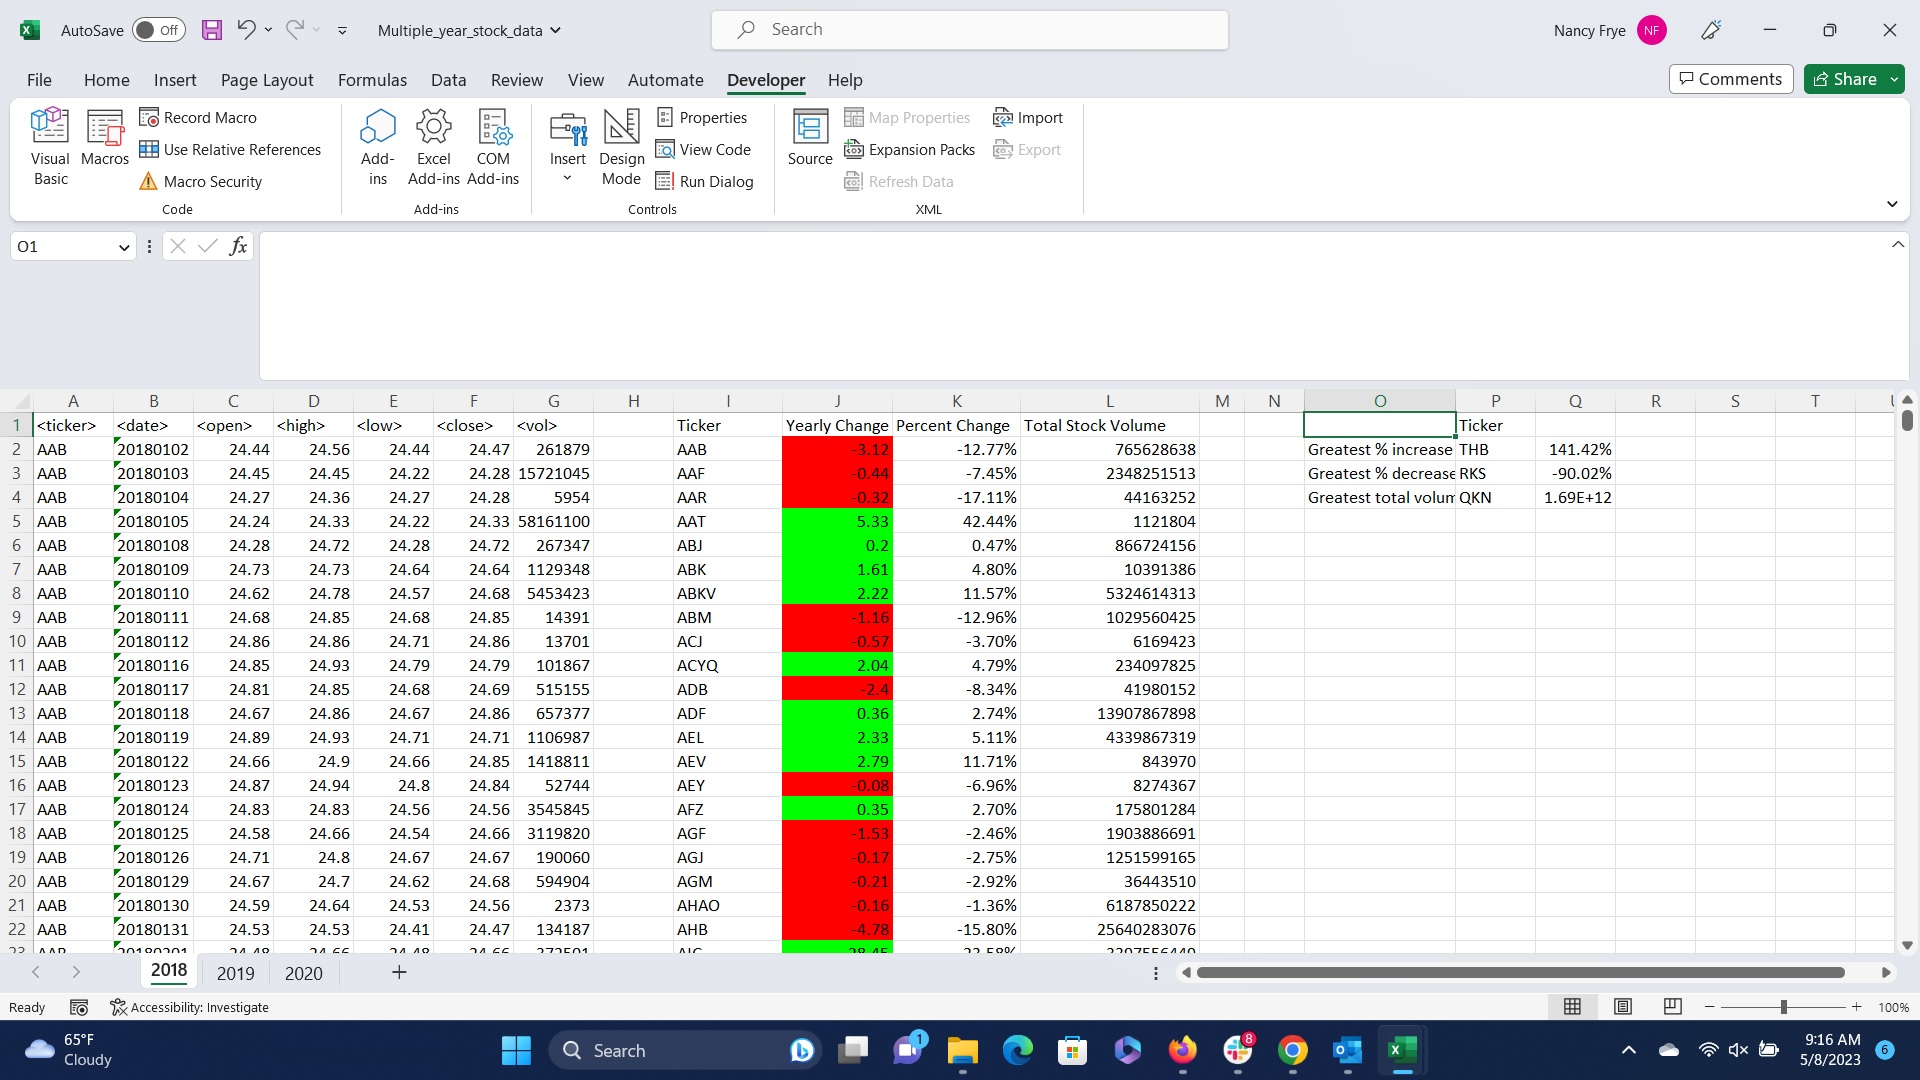 AutoSave Off Multiple_year_stock_data Search Nancy Frye NF
File Home Insert Page Layout Formulas Data Review View Automate Developer Help Comments Share
Visual Basic
Macros
Record Macro
Use Relative References
Macro Security
Code
Add-ins
Excel Add-ins
COM Add-ins
Add-ins
Insert
Design Mode
Properties
View Code
Run Dialog
Controls
Source
Map Properties
Expansion Packs
Refresh Data
Import
Export
XML
O1 fx
A B C D E F G H I J K L M N O P Q R S T
1 <ticker> <date> <open> <high> <low> <close> <vol> Ticker Yearly Change Percent Change Total Stock Volume Ticker
2 AAB 20180102 24.44 24.56 24.44 24.47 261879 AAB -3.12 -12.77% 765628638 Greatest % increase THB 141.42%
3 AAB 20180103 24.45 24.45 24.22 24.28 15721045 AAF -0.44 -7.45% 2348251513 Greatest % decrease RKS -90.02%
4 AAB 20180104 24.27 24.36 24.27 24.28 5954 AAR -0.32 -17.11% 44163252 Greatest total volum QKN 1.69E+12
5 AAB 20180105 24.24 24.33 24.22 24.33 58161100 AAT 5.33 42.44% 1121804
6 AAB 20180108 24.28 24.72 24.28 24.72 267347 ABJ 0.2 0.47% 866724156
7 AAB 20180109 24.73 24.73 24.64 24.64 1129348 ABK 1.61 4.80% 10391386
8 AAB 20180110 24.62 24.78 24.57 24.68 5453423 ABKV 2.22 11.57% 5324614313
9 AAB 20180111 24.68 24.85 24.68 24.85 14391 ABM -1.16 -12.96% 1029560425
10 AAB 20180112 24.86 24.86 24.71 24.86 13701 ACJ -0.57 -3.70% 6169423
11 AAB 20180116 24.85 24.93 24.79 24.79 101867 ACYQ 2.04 4.79% 234097825
12 AAB 20180117 24.81 24.85 24.68 24.69 515155 ADB -2.4 -8.34% 41980152
13 AAB 20180118 24.67 24.86 24.67 24.86 657377 ADF 0.36 2.74% 13907867898
14 AAB 20180119 24.89 24.93 24.71 24.71 1106987 AEL 2.33 5.11% 4339867319
15 AAB 20180122 24.66 24.9 24.66 24.85 1418811 AEV 2.79 11.71% 843970
16 AAB 20180123 24.87 24.94 24.8 24.84 52744 AEY -0.08 -6.96% 8274367
17 AAB 20180124 24.83 24.83 24.56 24.56 3545845 AFZ 0.35 2.70% 175801284
18 AAB 20180125 24.58 24.66 24.54 24.66 3119820 AGF -1.53 -2.46% 1903886691
19 AAB 20180126 24.71 24.8 24.67 24.67 190060 AGJ -0.17 -2.75% 1251599165
20 AAB 20180129 24.67 24.7 24.62 24.68 594904 AGM -0.21 -2.92% 36443510
21 AAB 20180130 24.59 24.64 24.53 24.56 2373 AHAO -0.16 -1.36% 6187850222
22 AAB 20180131 24.53 24.53 24.41 24.47 134187 AHB -4.78 -15.80% 25640283076
2018 2019 2020
Ready Accessibility: Investigate 100%
65°F
Cloudy
Search
1
8
9:16 AM
5/8/2023
6